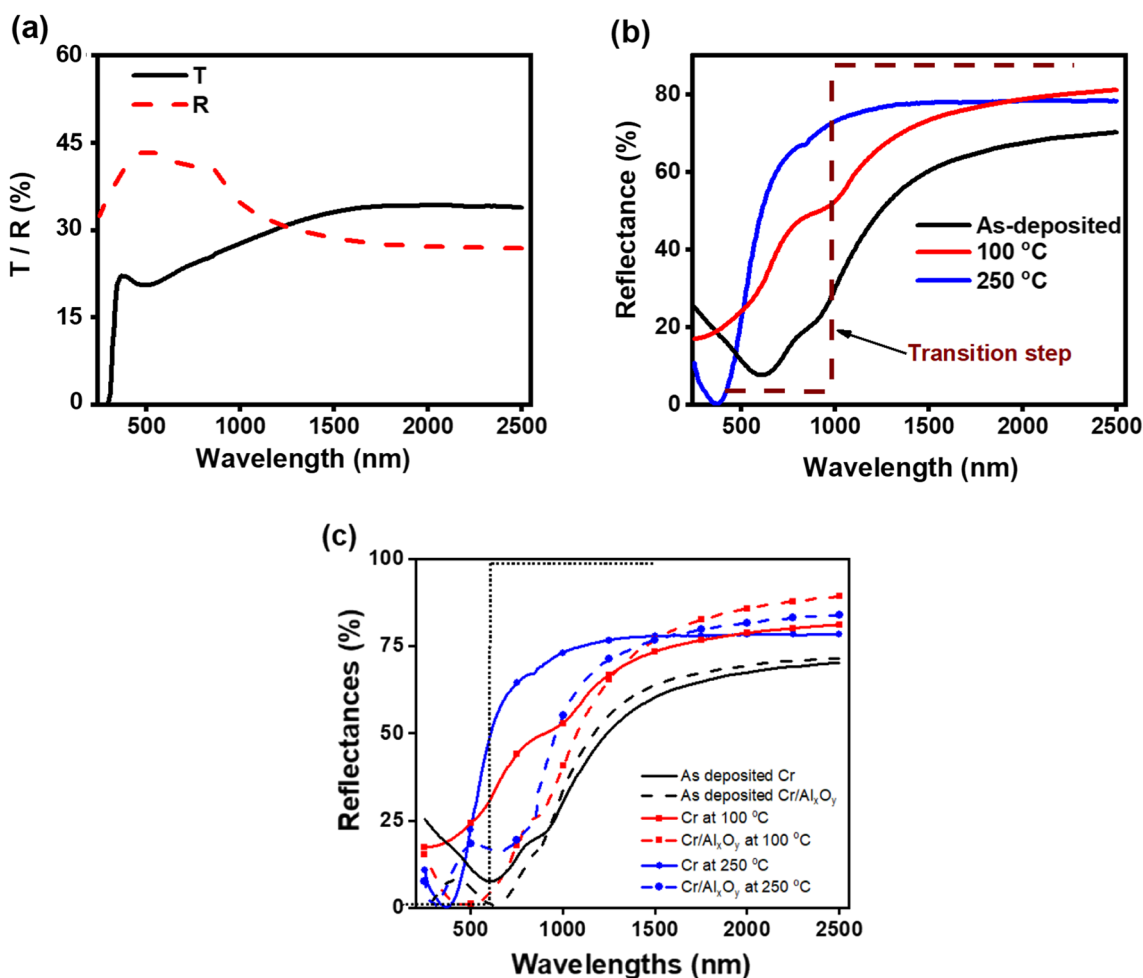 (a)
60
45
30
15
0
T / R (%)
T
R
500 1000 1500 2000 2500
Wavelength (nm)
(b)
80
60
40
20
0
Reflectance (%)
As-deposited
100 °C
250 °C
Transition step
500 1000 1500 2000 2500
Wavelength (nm)
(c)
100
75
50
25
0
Reflectances (%)
As deposited Cr
As deposited Cr/AlₓOᵧ
Cr at 100 °C
Cr/AlₓOᵧ at 100 °C
Cr at 250 °C
Cr/AlₓOᵧ at 250 °C
500 1000 1500 2000 2500
Wavelengths (nm)